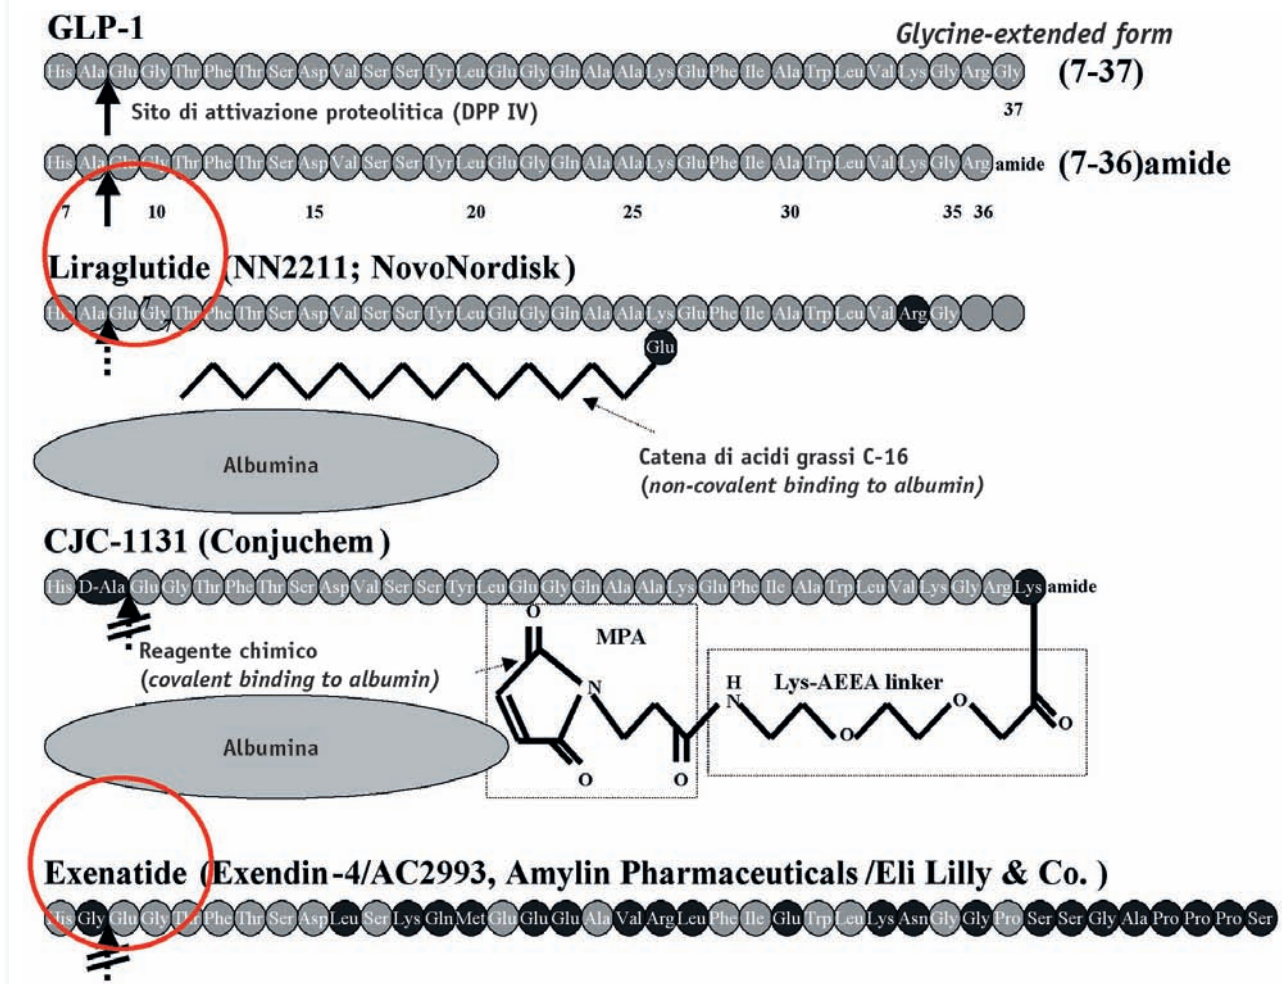 GLP-1
Glycine-extended form
His Ala Glu Gly Thr Phe Thr Ser Asp Val Ser Ser Tyr Leu Glu Gly Gln Ala Ala Lys Glu Phe Ile Ala Trp Leu Val Lys Gly Arg Gly (7-37)
Sito di attivazione proteolitica (DPP IV)
37
His Ala Glu Gly Thr Phe Thr Ser Asp Val Ser Ser Tyr Leu Glu Gly Gln Ala Ala Lys Glu Phe Ile Ala Trp Leu Val Lys Gly Arg amide (7-36)amide
7 10 15 20 25 30 35 36
Liraglutide (NN2211; NovoNordisk)
His Ala Glu Gly Thr Phe Thr Ser Asp Val Ser Ser Tyr Leu Glu Gly Gln Ala Ala Lys Glu Phe Ile Ala Trp Leu Val Arg Gly
Glu
Catena di acidi grassi C-16
(non-covalent binding to albumin)
Albumina
CJC-1131 (Conjuchem)
His D-Ala Glu Gly Thr Phe Thr Ser Asp Val Ser Ser Tyr Leu Glu Gly Gln Ala Ala Lys Glu Phe Ile Ala Trp Leu Val Lys Gly Arg Lys amide
O
MPA
Reagente chimico
(covalent binding to albumin)
N
H
N
Lys-AEEA linker
O
O
O
Albumina
O
O
Exenatide (Exendin-4/AC2993, Amylin Pharmaceuticals /Eli Lilly & Co. )
His Gly Glu Gly Thr Phe Thr Ser Asp Leu Ser Lys Gln Met Glu Glu Glu Ala Val Arg Leu Phe Ile Glu Trp Leu Lys Asn Gly Gly Pro Ser Ser Gly Ala Pro Pro Pro Ser